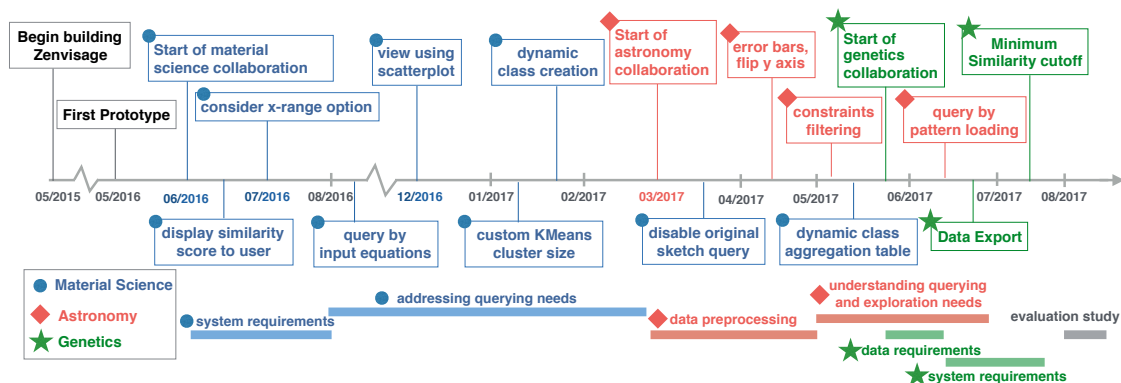 Begin building
Zenvisage
First Prototype
Start of material
science collaboration
consider x-range option
view using
scatterplot
dynamic
class creation
Start of
astronomy
collaboration
error bars,
flip y axis
constraints
filtering
Start of
genetics
collaboration
query by
pattern loading
Minimum
Similarity cutoff
05/2015
05/2016
06/2016
07/2016
08/2016
12/2016
01/2017
02/2017
03/2017
04/2017
05/2017
06/2017
07/2017
08/2017
display similarity
score to user
query by
input equations
custom KMeans
cluster size
disable original
sketch query
dynamic class
aggregation table
Data Export
Material Science
Astronomy
Genetics
system requirements
addressing querying needs
data preprocessing
understanding querying
and exploration needs
data requirements
system requirements
evaluation study